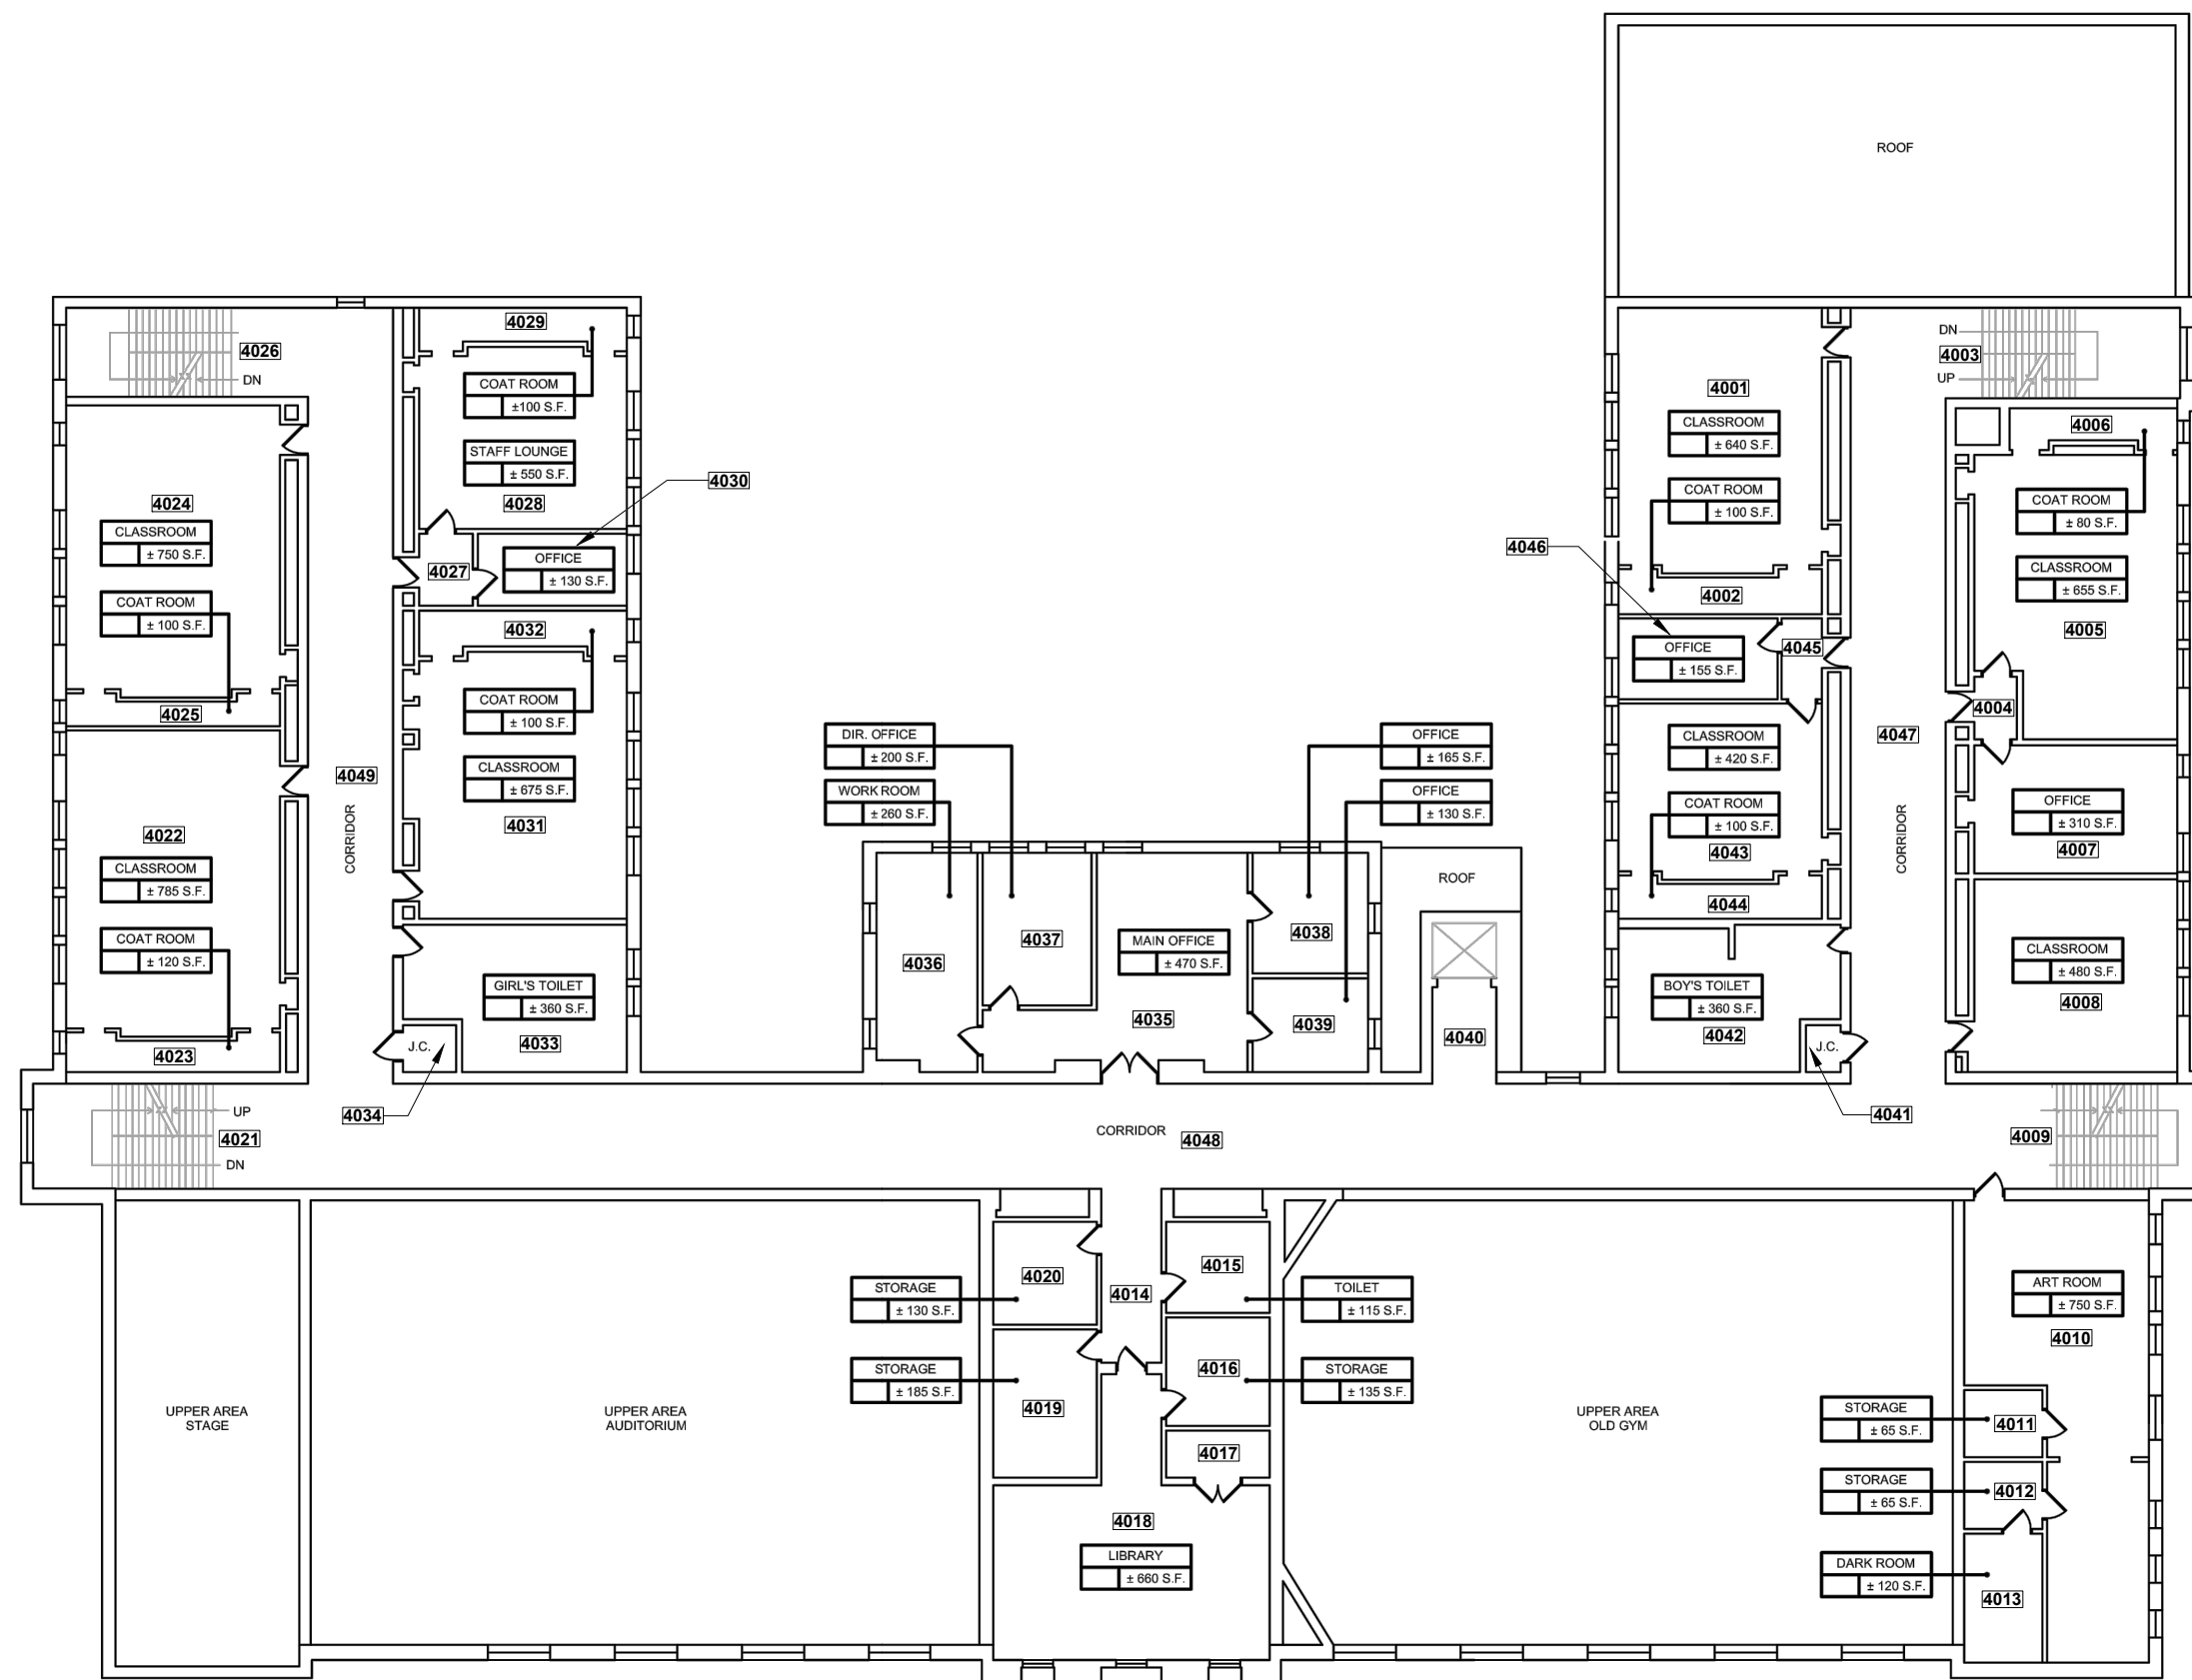 ROOF
4029
4026
DN
COAT ROOM
±100 S.F.
STAFF LOUNGE
± 550 S.F.
4028
4030
4024
CLASSROOM
± 750 S.F.
COAT ROOM
± 100 S.F.
4025
4027
OFFICE
± 130 S.F.
4032
COAT ROOM
± 100 S.F.
CLASSROOM
± 675 S.F.
4031
4049
CORRIDOR
4022
CLASSROOM
± 785 S.F.
COAT ROOM
± 120 S.F.
4023
GIRL'S TOILET
± 360 S.F.
4033
J.C.
4034
UP
4021
DN
DIR. OFFICE
± 200 S.F.
WORK ROOM
± 260 S.F.
OFFICE
± 165 S.F.
OFFICE
± 130 S.F.
4036
4037
MAIN OFFICE
± 470 S.F.
4035
4038
4039
ROOF
4040
DN
4003
UP
4001
CLASSROOM
± 640 S.F.
COAT ROOM
± 100 S.F.
4002
4046
OFFICE
± 155 S.F.
4045
CLASSROOM
± 420 S.F.
COAT ROOM
± 100 S.F.
4043
4044
BOY'S TOILET
± 360 S.F.
4042
J.C.
4041
4047
CORRIDOR
4006
COAT ROOM
± 80 S.F.
CLASSROOM
± 655 S.F.
4005
4004
OFFICE
± 310 S.F.
4007
CLASSROOM
± 480 S.F.
4008
4009
CORRIDOR
4048
UPPER AREA
STAGE
UPPER AREA
AUDITORIUM
STORAGE
± 130 S.F.
4020
STORAGE
± 185 S.F.
4019
4014
4015
TOILET
± 115 S.F.
4016
STORAGE
± 135 S.F.
4017
4018
LIBRARY
± 660 S.F.
UPPER AREA
OLD GYM
ART ROOM
± 750 S.F.
4010
STORAGE
± 65 S.F.
4011
STORAGE
± 65 S.F.
4012
DARK ROOM
± 120 S.F.
4013